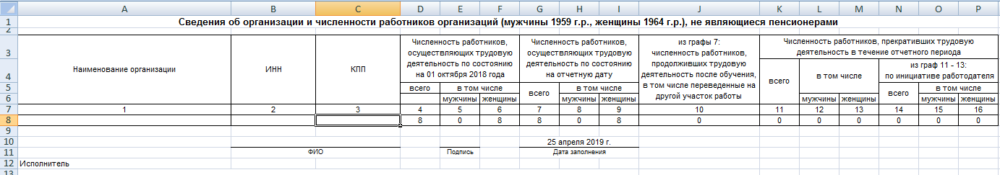 A B C D E F G H I J K L M N O P
1 Сведения об организации и численности работников организаций (мужчины 1959 г.р., женщины 1964 г.р.), не являющиеся пенсионерами
2
3
4
5
6
Наименование организации
ИНН
КПП
Численность работников,
осуществляющих трудовую
деятельность по состоянию
на 01 октября 2018 года
всего
в том числе
мужчины женщины
Численность работников,
осуществляющих трудовую
деятельность по состоянию
на отчетную дату
всего
в том числе
мужчины женщины
из графы 7:
численность работников,
продолживших трудовую
деятельность после обучения,
в том числе переведенные на
другой участок работы
Численность работников, прекративших трудовую
деятельность в течение отчетного периода
всего
в том числе
мужчины женщины
из граф 11 - 13:
по инициативе работодателя
всего
в том числе
мужчины женщины
7 1 2 3 4 5 6 7 8 9 10 11 12 13 14 15 16
8 8 0 8 8 0 8 0 0 0 0 0 0 0
9
10 25 апреля 2019 г.
11 ФИО Подпись Дата заполнения
12 Исполнитель
13